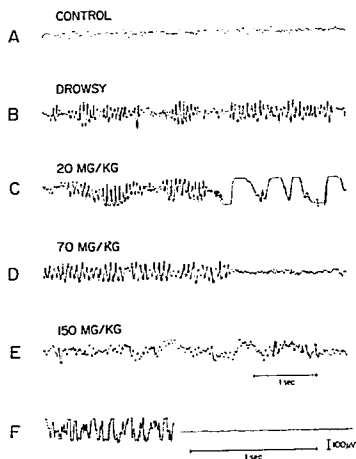 CONTROL
A
DROWSY
B
20 MG/KG
C
70 MG/KG
D
150 MG/KG
E
1 sec
F
1 sec
100μV